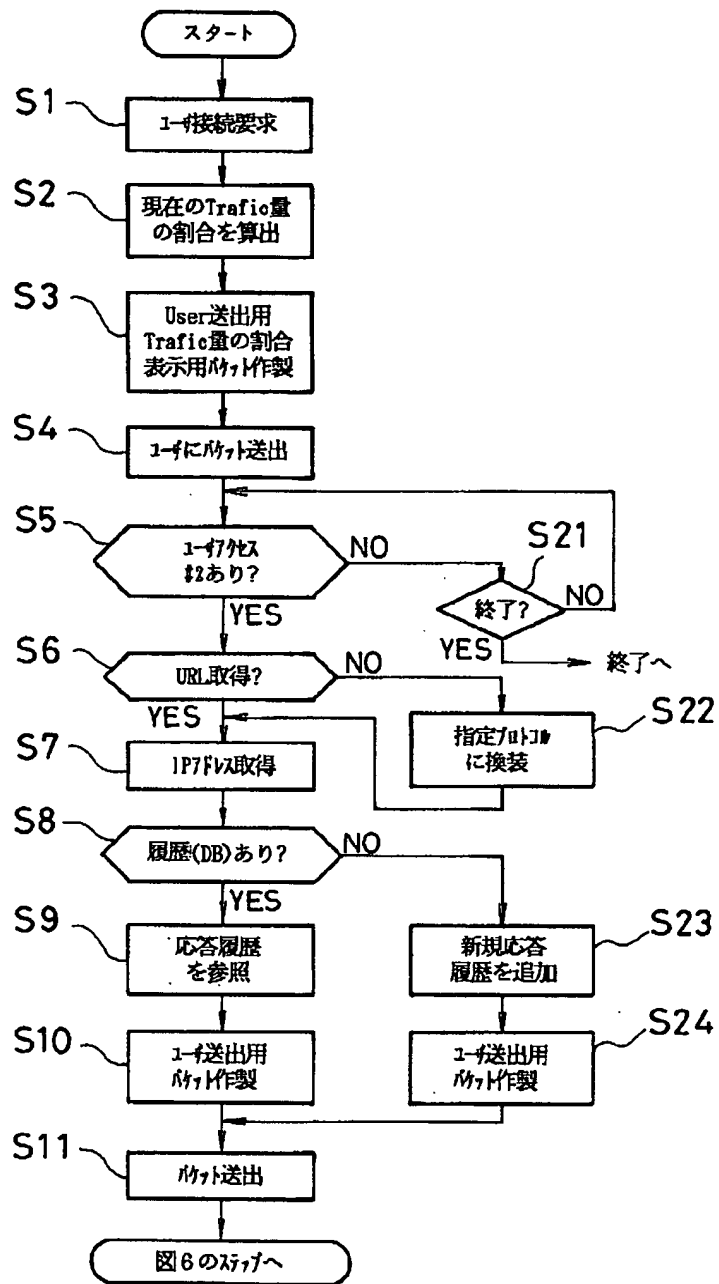 スタート
S1
ユーザ接続要求
S2
現在のTrafic量
の割合を算出
S3
User送出用
Trafic量の割合
表示用パケット作製
S4
ユーザにパケット送出
S5
ユーザアクセス
#2あり?
NO
S21
終了?
NO
YES
YES
終了へ
S6
URL取得?
NO
YES
S22
指定プロトコル
に換装
S7
IPアドレス取得
S8
履歴(DB)あり?
NO
YES
S9
応答履歴
を参照
S23
新規応答
履歴を追加
S10
ユーザ送出用
パケット作製
S24
ユーザ送出用
パケット作製
S11
パケット送出
図6のステップへ